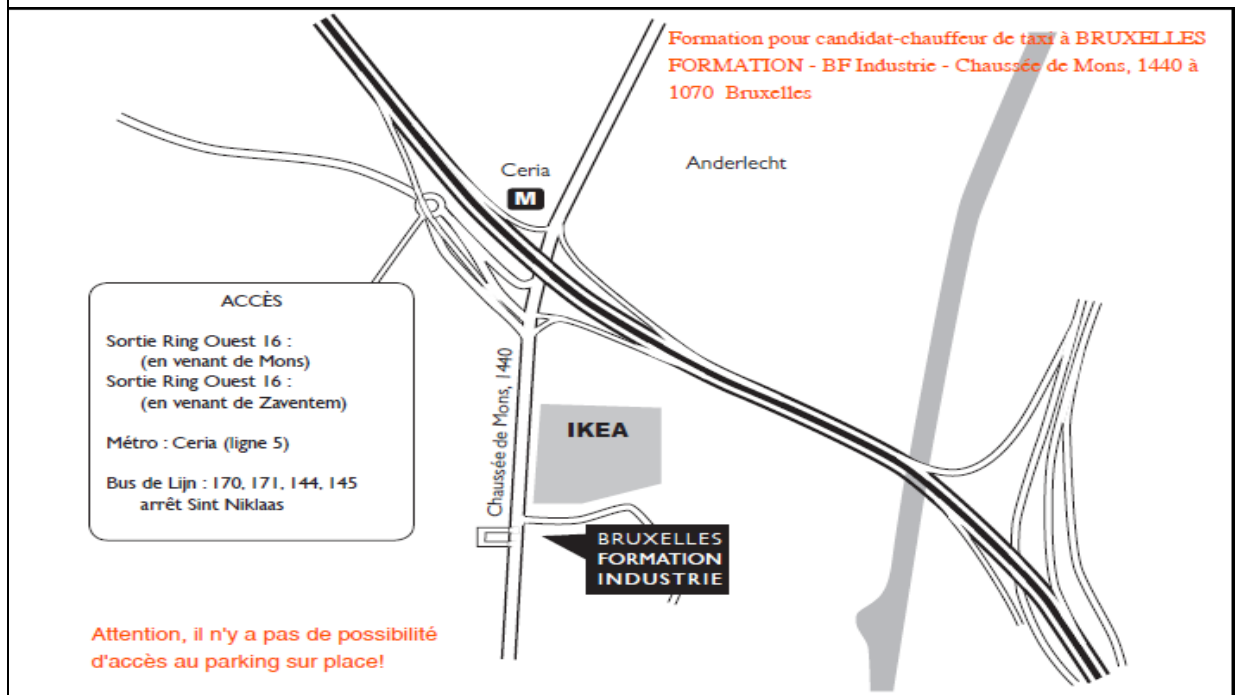 Formation pour candidat-chauffeur de taxi à BRUXELLES
FORMATION - BF Industrie - Chaussée de Mons, 1440 à
1070 Bruxelles
Ceria
M
Anderlecht
ACCÈS
Sortie Ring Ouest 16 :
(en venant de Mons)
Sortie Ring Ouest 16 :
(en venant de Zaventem)
Métro : Ceria (ligne 5)
Bus de Lijn : 170, 171, 144, 145
arrêt Sint Niklaas
Chaussée de Mons, 1440
IKEA
BRUXELLES
FORMATION
INDUSTRIE
Attention, il n'y a pas de possibilité
d'accès au parking sur place!